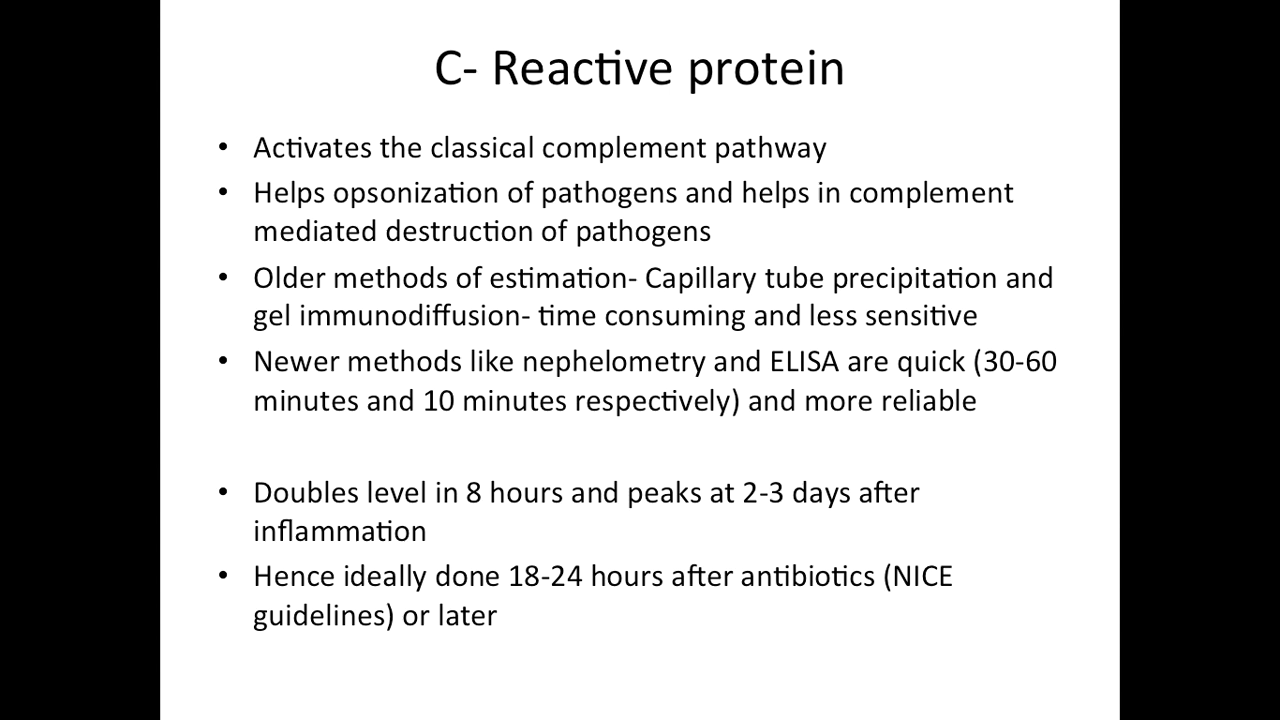 C- Reactive protein
• Activates the classical complement pathway
• Helps opsonization of pathogens and helps in complement
mediated destruction of pathogens
• Older methods of estimation- Capillary tube precipitation and
gel immunodiffusion- time consuming and less sensitive
• Newer methods like nephelometry and ELISA are quick (30-60
minutes and 10 minutes respectively) and more reliable
• Doubles level in 8 hours and peaks at 2-3 days after
inflammation
• Hence ideally done 18-24 hours after antibiotics (NICE
guidelines) or later